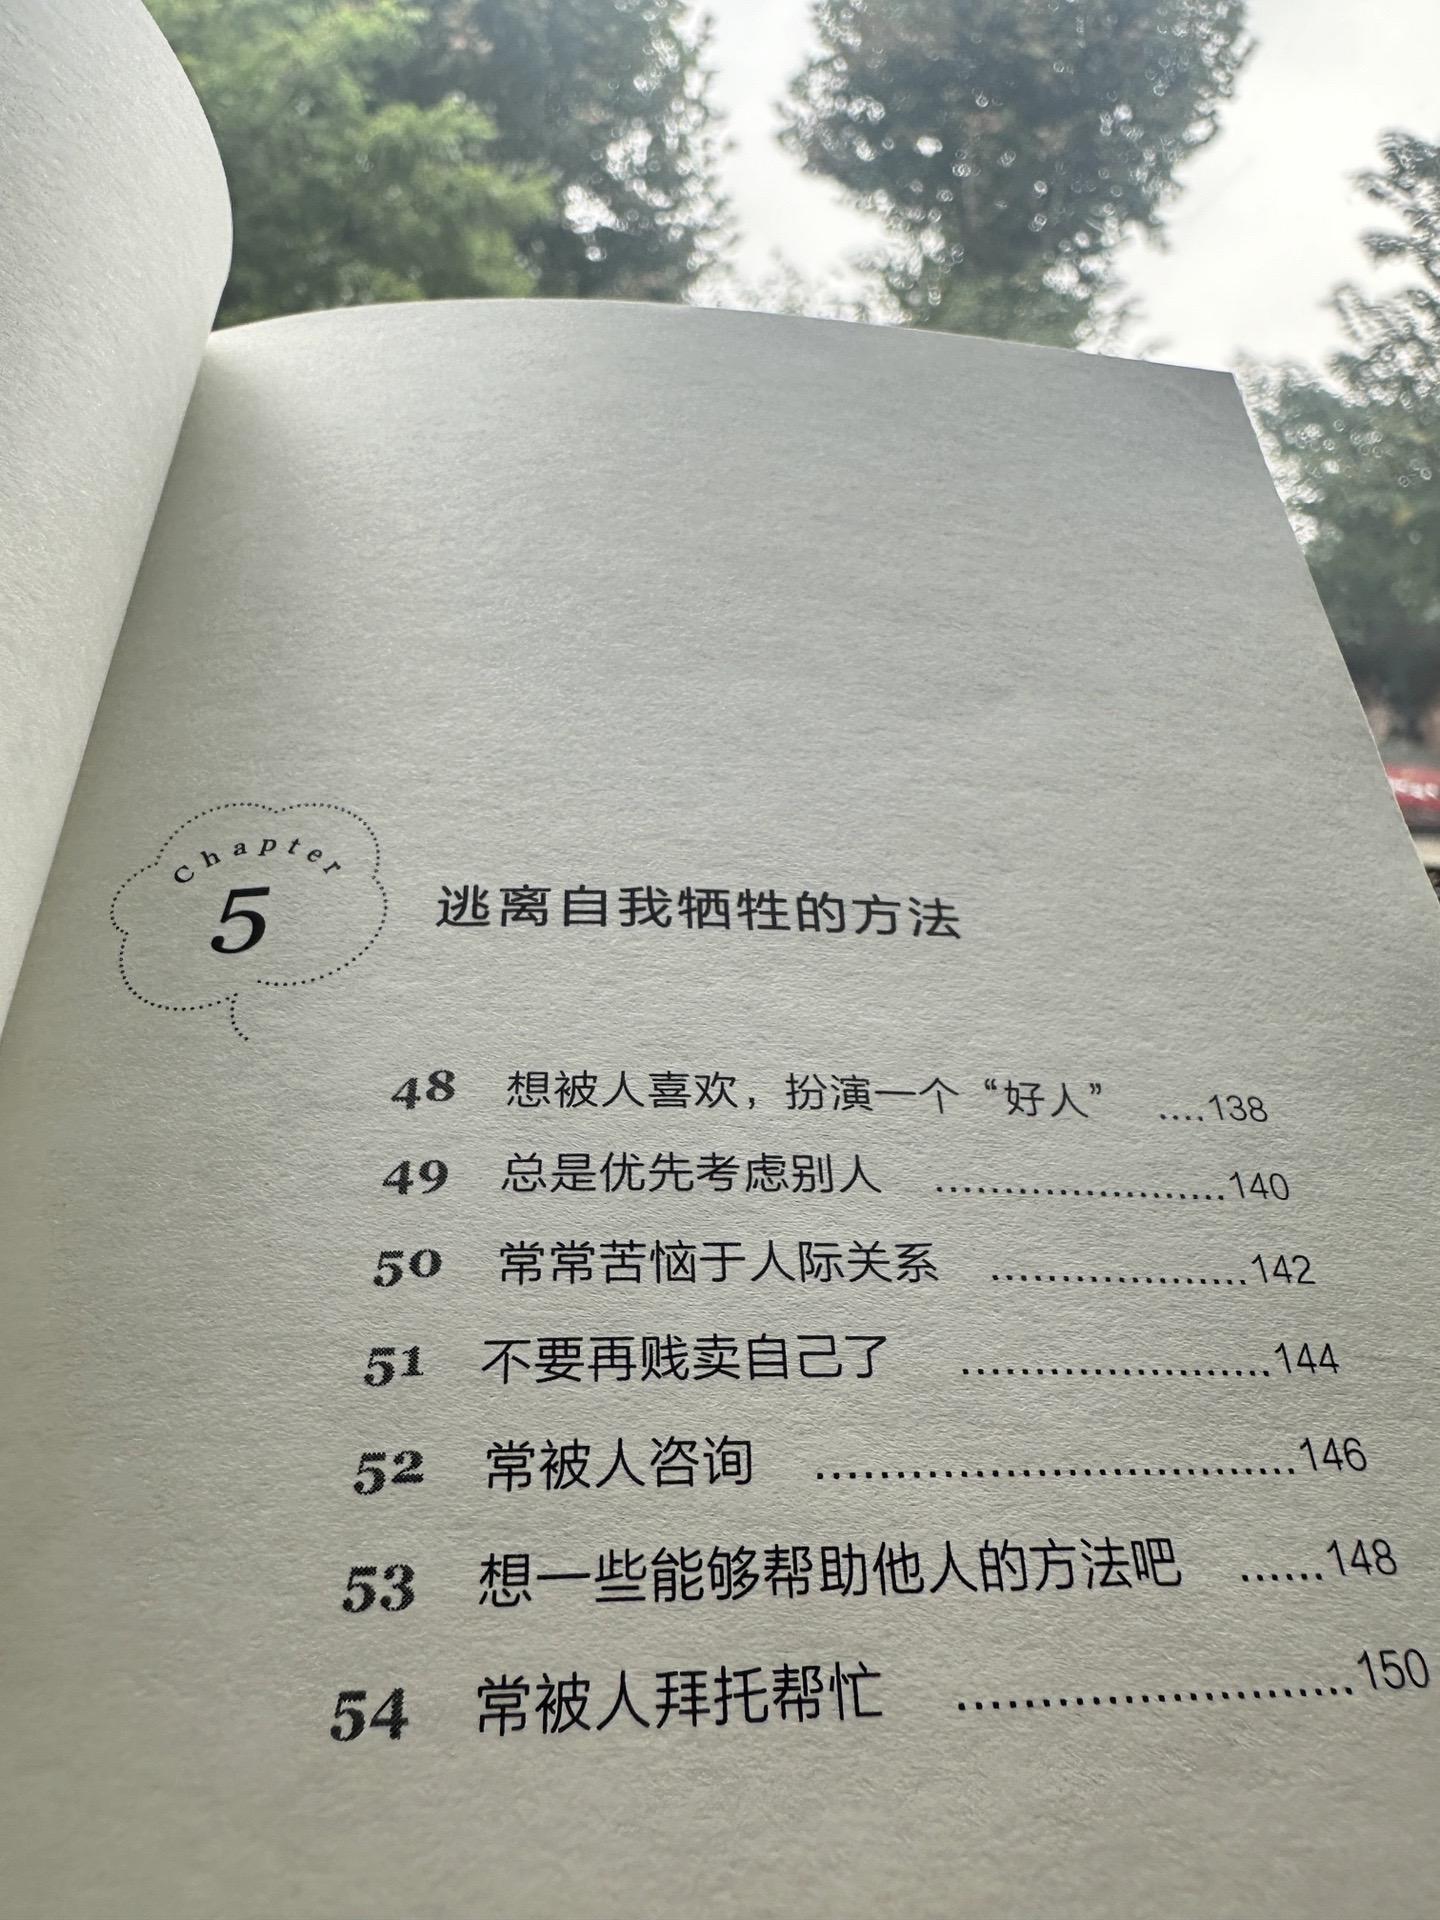 Chapter
5
逃离自我牺牲的方法
48 想被人喜欢，扮演一个“好人” ....138
49 总是优先考虑别人 ........................140
50 常常苦恼于人际关系 .....................142
51 不要再贱卖自己了 ........................144
52 常被人咨询 ...................................146
53 想一些能够帮助他人的方法吧 ......148
54 常被人拜托帮忙 ............................150